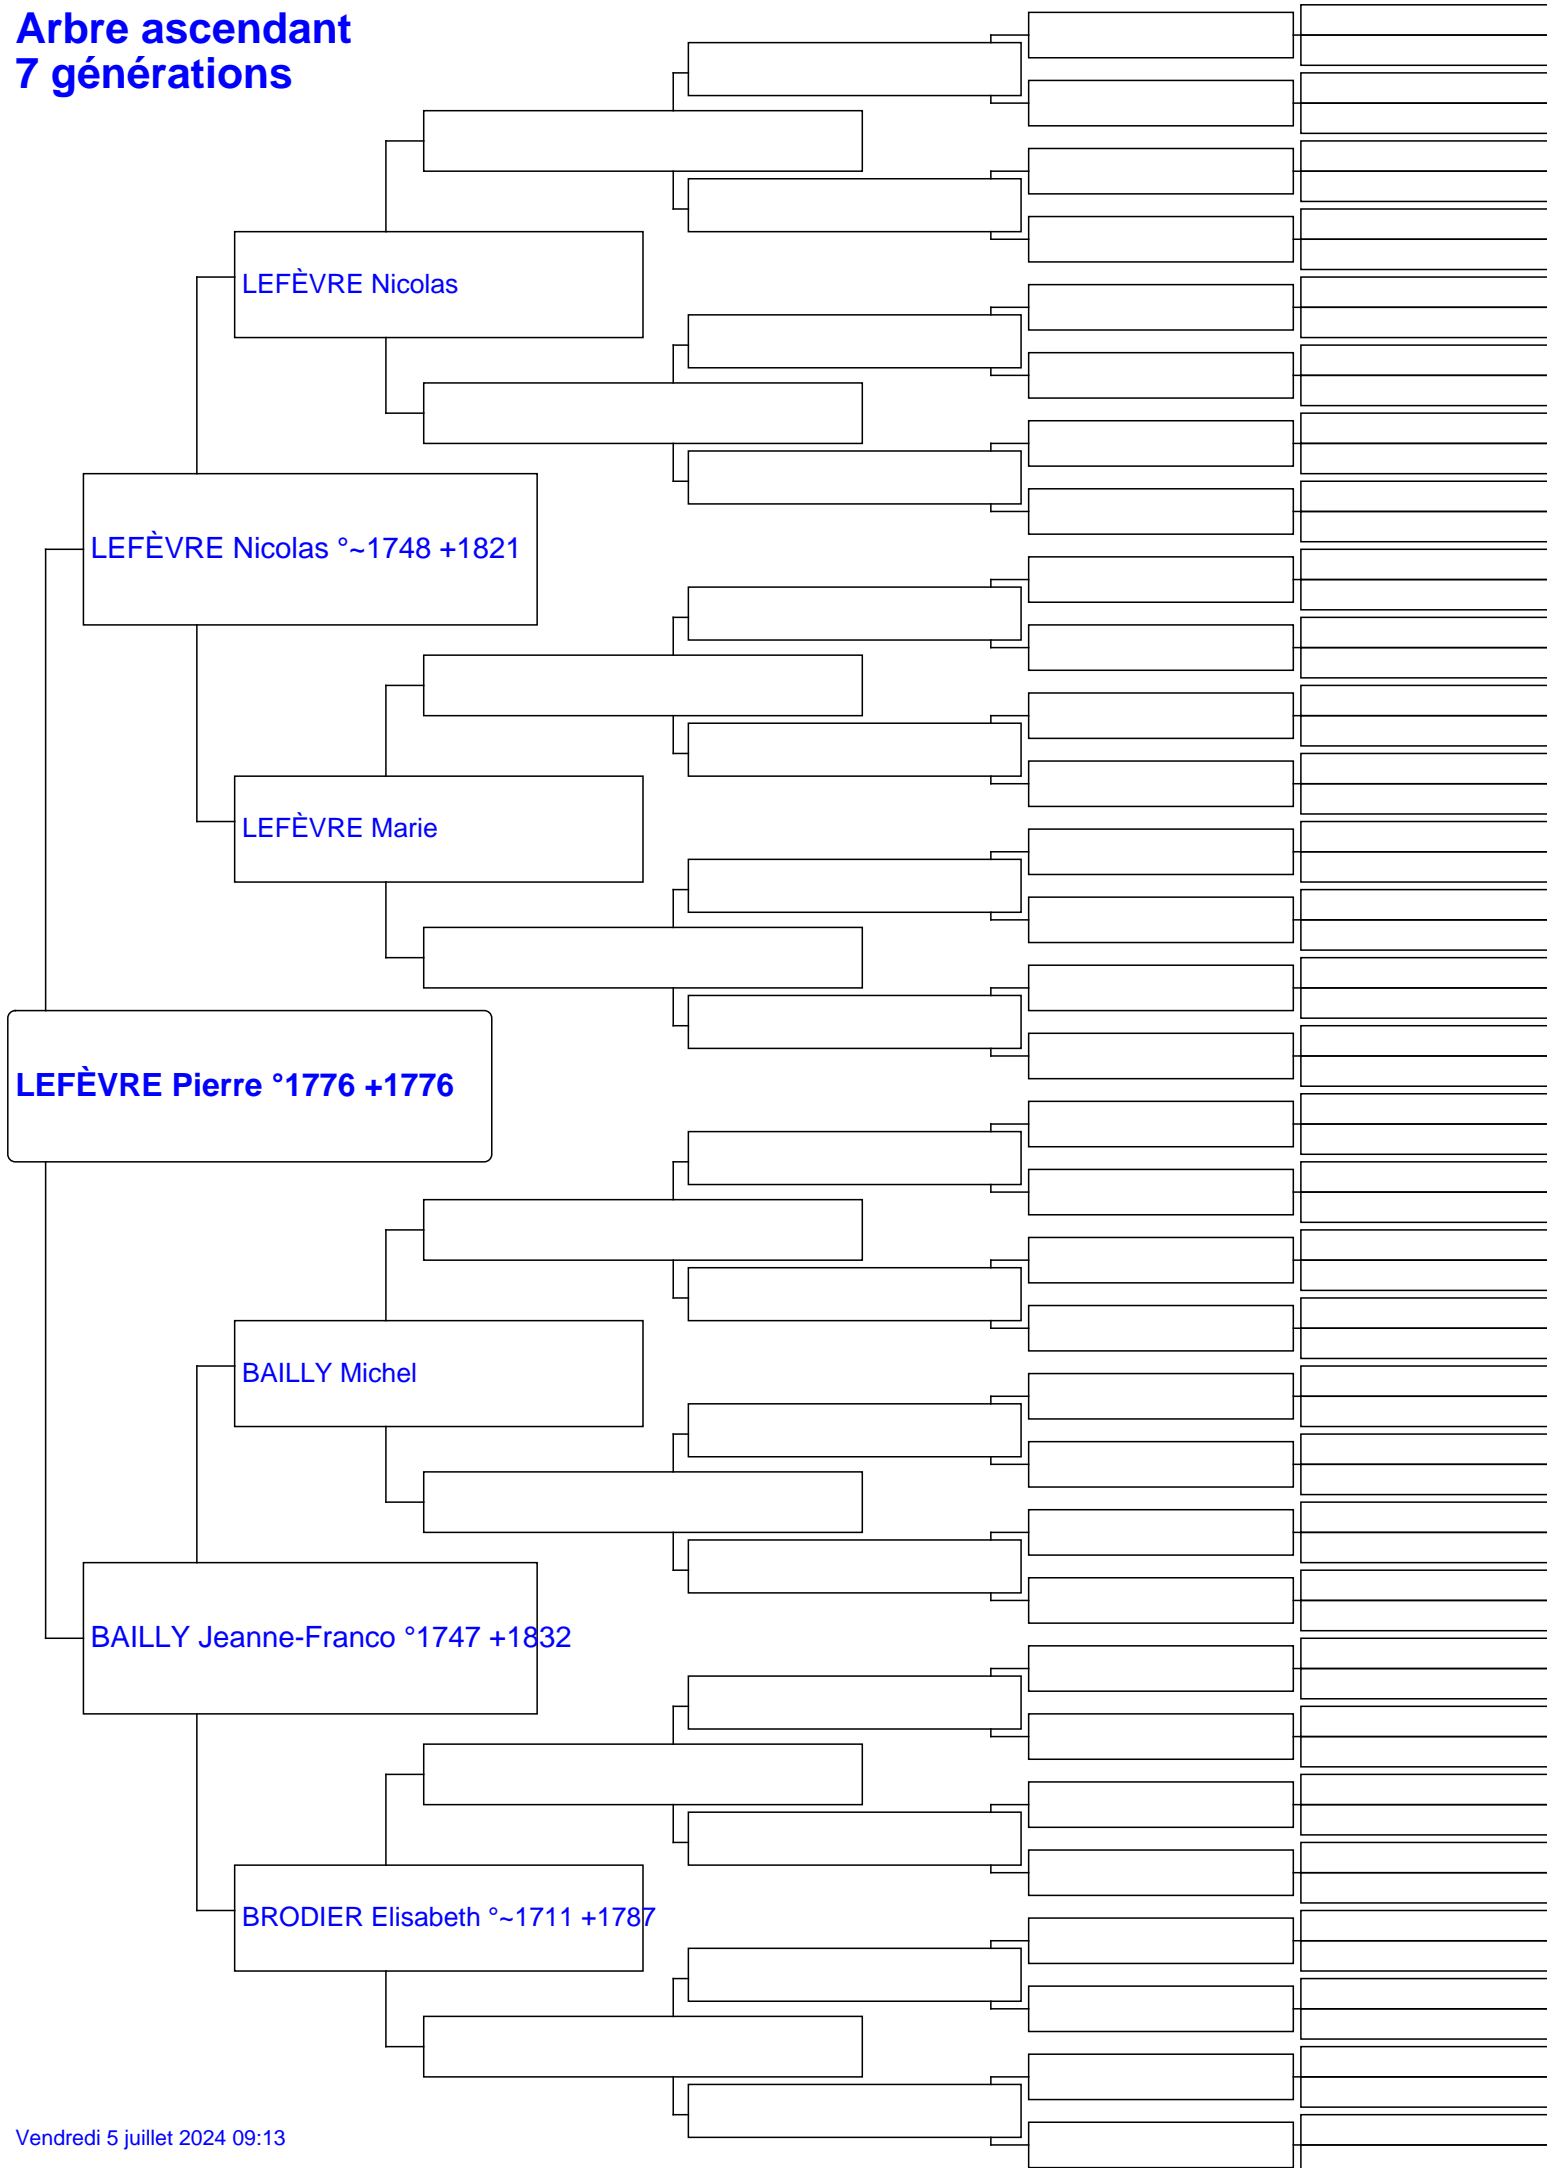 Arbre ascendant
7 générations
LEFÈVRE Nicolas
LEFÈVRE Nicolas °~1748 +1821
LEFÈVRE Marie
LEFÈVRE Pierre °1776 +1776
BAILLY Michel
BAILLY Jeanne-Franco °1747 +1832
BRODIER Elisabeth °~1711 +1787
Vendredi 5 juillet 2024 09:13